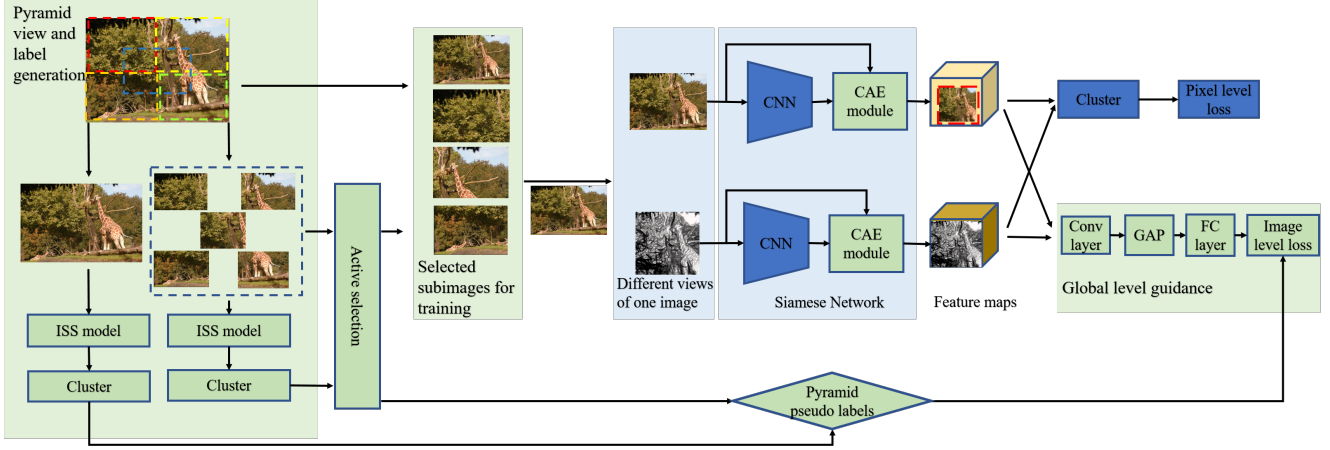 Pyramid
view and
label
generation
ISS model
Cluster
ISS model
Cluster
Active selection
Selected
subimages for
training
Different views
of one image
CNN
CAE
module
CNN
CAE
module
Siamese Network
Feature maps
Cluster
Pixel level
loss
Conv
layer
GAP
FC
layer
Image
level loss
Global level guidance
Pyramid
pseudo labels